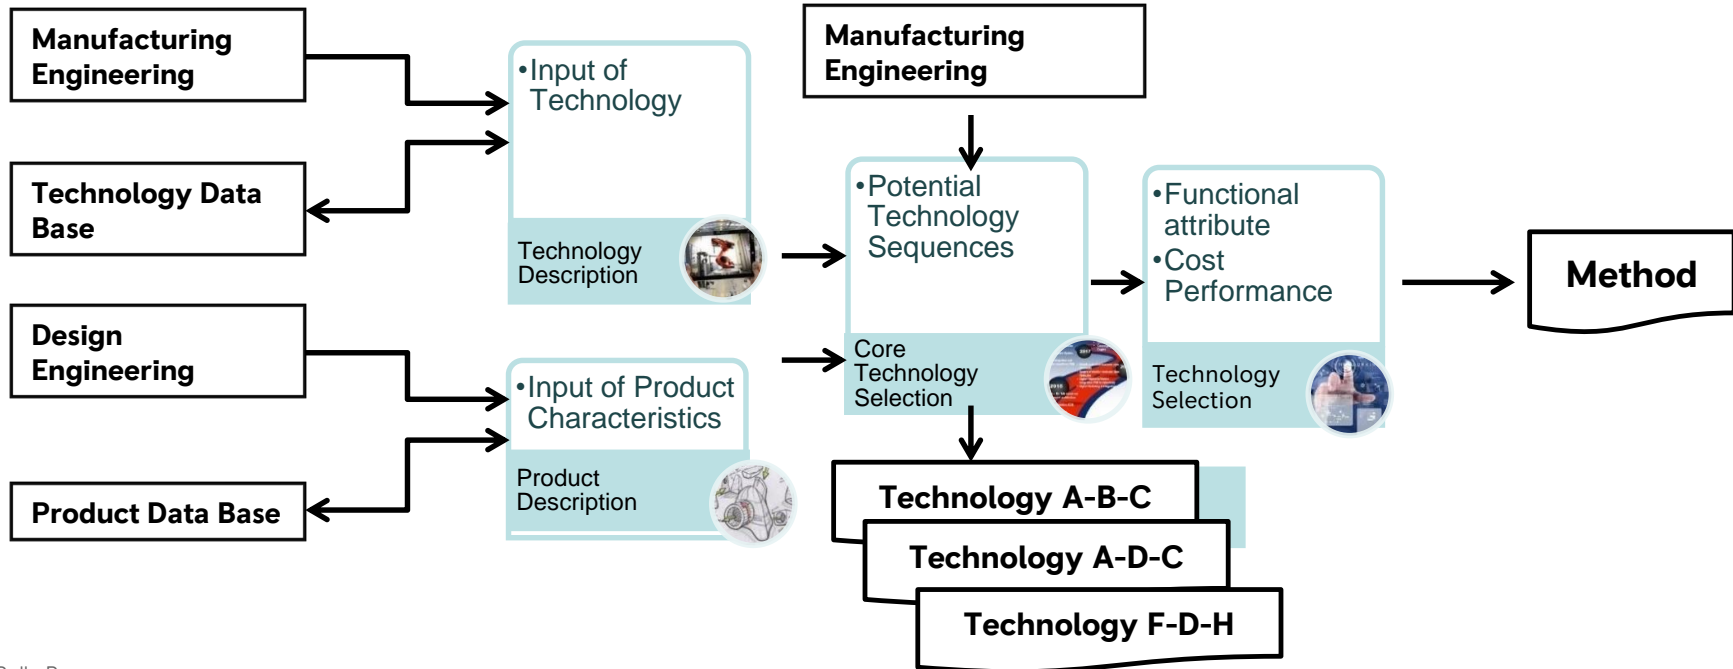 Manufacturing
Engineering
Technology Data
Base
Design
Engineering
Product Data Base
•Input of
Technology
Technology
Description
•Input of Product
Characteristics
Product
Description
Manufacturing
Engineering
•Potential
Technology
Sequences
Core
Technology
Selection
Technology A-B-C
Technology A-D-C
Technology F-D-H
•Functional
attribute
•Cost
Performance
Technology
Selection
Method